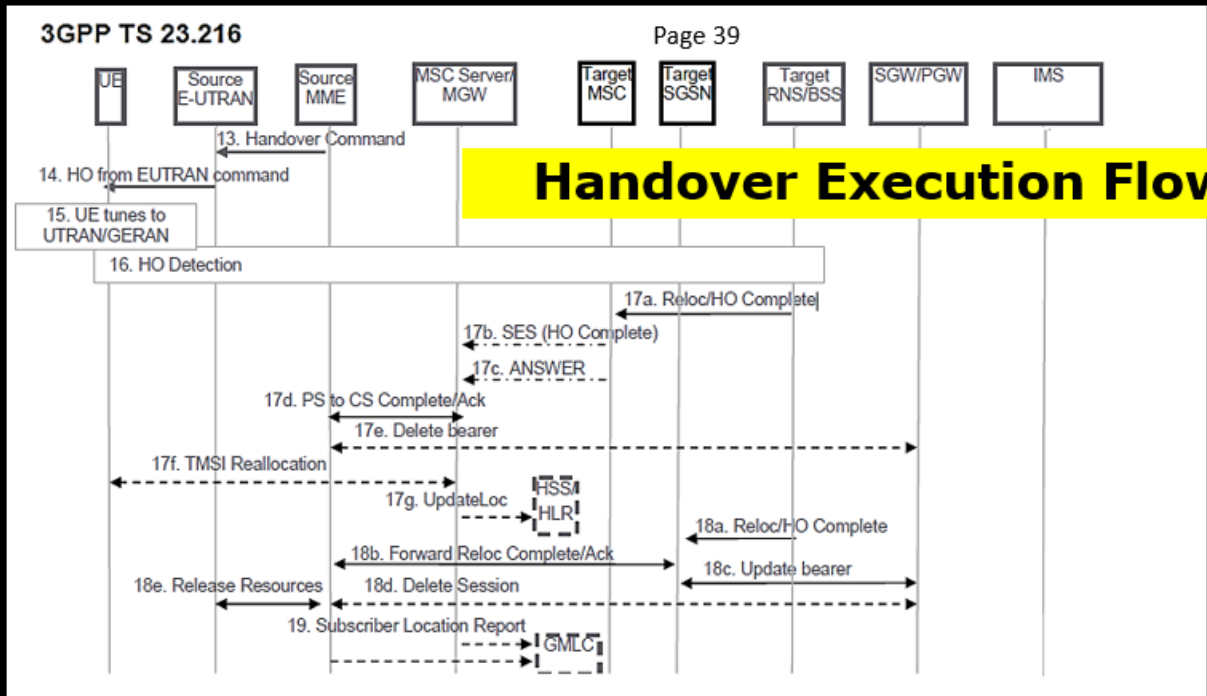 3GPP TS 23.216
Page 39
UE
Source
E-UTRAN
Source
MME
MSC Server/
MGW
Target
MSC
Target
SGSN
Target
RNS/BSS
SGW/PGW
IMS
13. Handover Command
Handover Execution Flow
14. HO from EUTRAN command
15. UE tunes to
UTRAN/GERAN
16. HO Detection
17a. Reloc/HO Complete
17b. SES (HO Complete)
17c. ANSWER
17d. PS to CS Complete/Ack
17e. Delete bearer
17f. TMSI Reallocation
17g. UpdateLoc
HSS/
HLR
18a. Reloc/HO Complete
18b. Forward Reloc Complete/Ack
18c. Update bearer
18e. Release Resources
18d. Delete Session
19. Subscriber Location Report
GMLC